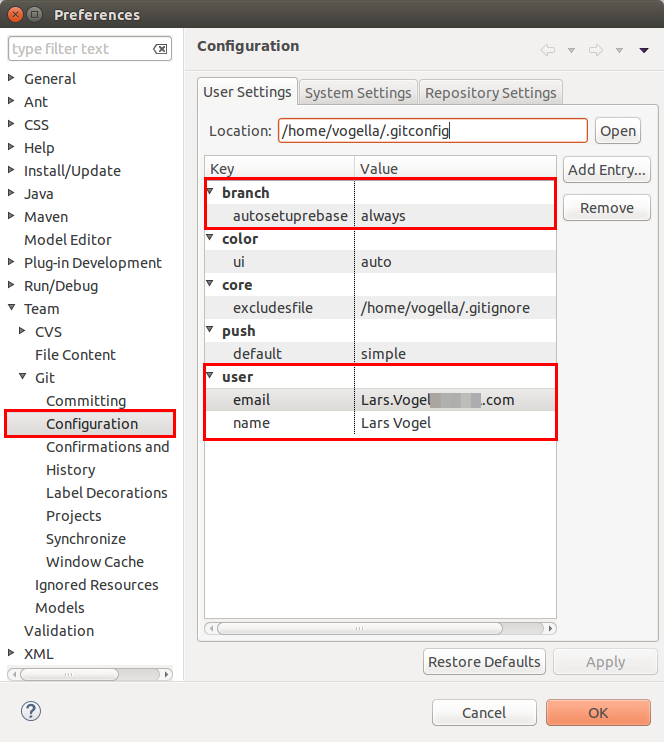 Preferences
type filter text
General
Ant
CSS
Help
Install/Update
Java
Maven
Model Editor
Plug-in Development
Run/Debug
Team
CVS
File Content
Git
Committing
Configuration
Confirmations and
History
Label Decorations
Projects
Synchronize
Window Cache
Ignored Resources
Models
Validation
XML
Configuration
User Settings System Settings Repository Settings
Location: /home/vogella/.gitconfig Open
Key Value
Add Entry...
Remove
branch
autosetuprebase always
color
ui auto
core
excludesfile /home/vogella/.gitignore
push
default simple
user
email Lars.Vogel .com
name Lars Vogel
Restore Defaults Apply
? Cancel OK